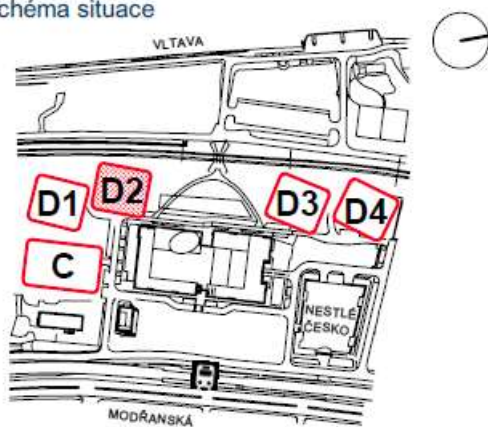 chéma situace
VLTAVA
D1
D2
D3
D4
C
NESTLÉ
ČESKO
MODŘANSKÁ